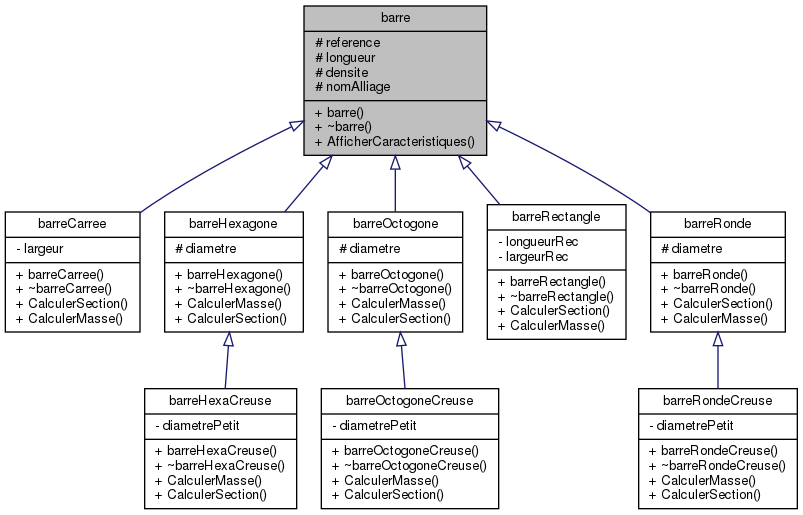 barre
# reference
# longueur
# densite
# nomAlliage
+ barre()
+ ~barre()
+ AfficherCaracteristiques()
barreCarree
- largeur
+ barreCarree()
+ ~barreCarree()
+ CalculerSection()
+ CalculerMasse()
barreHexagone
# diametre
+ barreHexagone()
+ ~barreHexagone()
+ CalculerMasse()
+ CalculerSection()
barreOctogone
# diametre
+ barreOctogone()
+ ~barreOctogone()
+ CalculerMasse()
+ CalculerSection()
barreRectangle
- longueurRec
- largeurRec
+ barreRectangle()
+ ~barreRectangle()
+ CalculerSection()
+ CalculerMasse()
barreRonde
# diametre
+ barreRonde()
+ ~barreRonde()
+ CalculerSection()
+ CalculerMasse()
barreHexaCreuse
- diametrePetit
+ barreHexaCreuse()
+ ~barreHexaCreuse()
+ CalculerMasse()
+ CalculerSection()
barreOctogoneCreuse
- diametrePetit
+ barreOctogoneCreuse()
+ ~barreOctogoneCreuse()
+ CalculerMasse()
+ CalculerSection()
barreRondeCreuse
- diametrePetit
+ barreRondeCreuse()
+ ~barreRondeCreuse()
+ CalculerMasse()
+ CalculerSection()